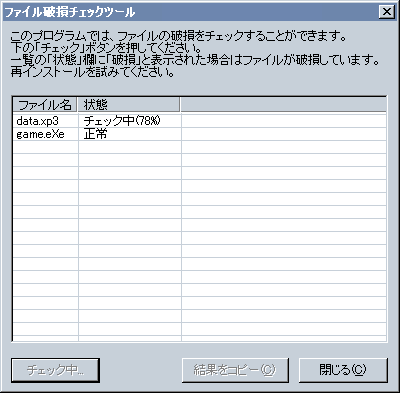 ファイル破損チェックツール
このプログラムでは、ファイルの破損をチェックすることができます。
下の「チェック」ボタンを押してください。
一覧の「状態」欄に「破損」と表示された場合はファイルが破損しています。
再インストールを試みてください。
ファイル名 状態
data.xp3 チェック中(78%)
game.eXe 正常
チェック中... 結果をコピー(C) 閉じる(C)